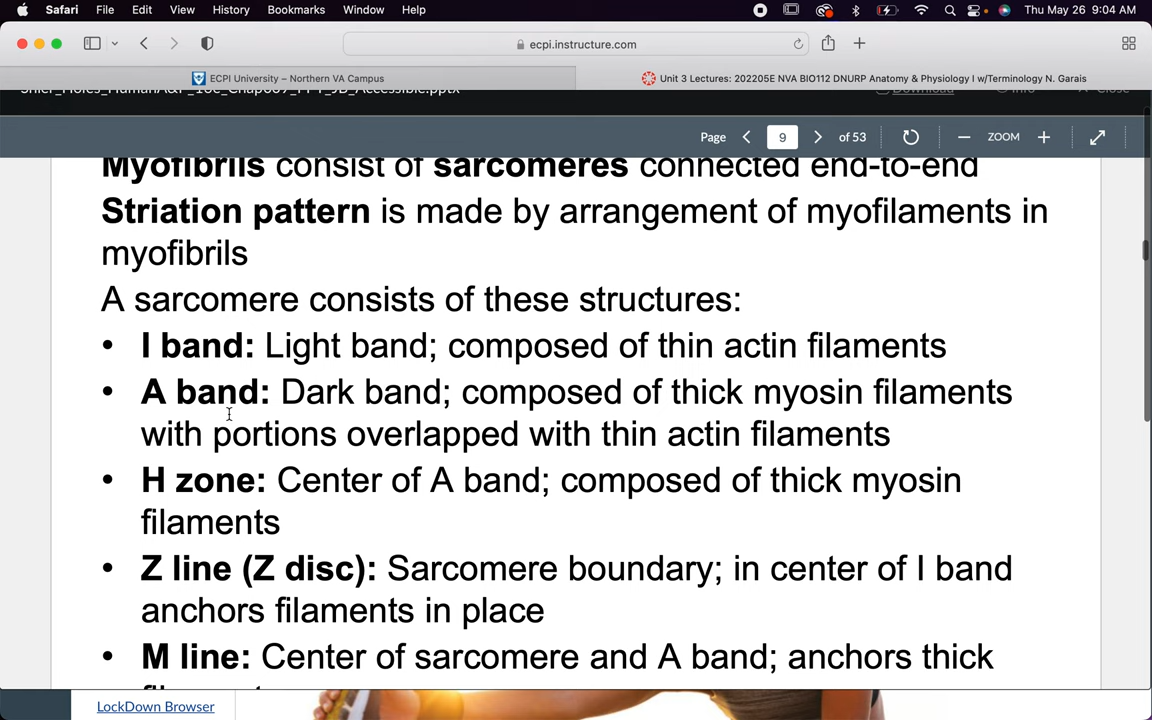 Safari File Edit View History Bookmarks Window Help Thu May 26 9:04 AM
ecpi.instructure.com
ECPI University – Northern VA Campus Unit 3 Lectures: 202205E NVA BIO112 DNURP Anatomy & Physiology I w/Terminology N. Garais
Shier_Holes_HumanA&P_16e_Chap009_PPT_JB_Accessible.pptx Download Info Close
Page 9 of 53 ZOOM
Myofibrils consist of sarcomeres connected end-to-end
Striation pattern is made by arrangement of myofilaments in
myofibrils
A sarcomere consists of these structures:
• I band: Light band; composed of thin actin filaments
• A band: Dark band; composed of thick myosin filaments
with portions overlapped with thin actin filaments
• H zone: Center of A band; composed of thick myosin
filaments
• Z line (Z disc): Sarcomere boundary; in center of I band
anchors filaments in place
• M line: Center of sarcomere and A band; anchors thick
LockDown Browser